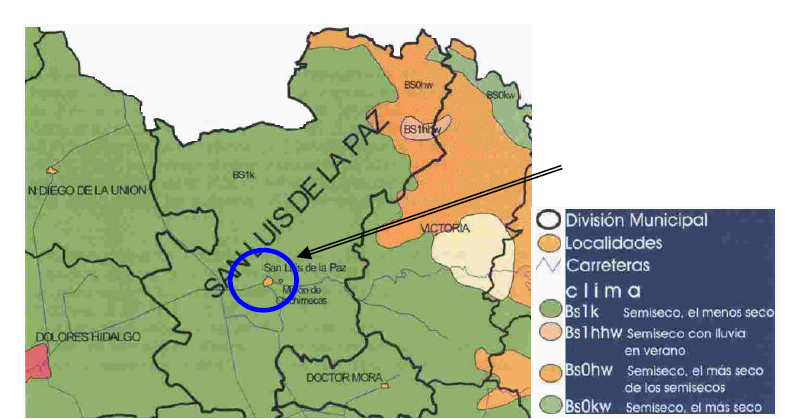 BS0hw
BS0kw
BS1hhw
BS1k
SAN LUIS DE LA PAZ
N DIEGO DE LA UNION
VICTORIA
San Luis de la Paz
Misión de
Chichimecas
DOLORES HIDALGO
DOCTOR MORA
División Municipal
Localidades
Carreteras
clima
Bs1k Semiseco, el menos seco
Bs1hhw Semiseco con lluvia
en verano
Bs0hw Semiseco, el más seco
de los semisecos
Bs0kw Semiseco, el más seco